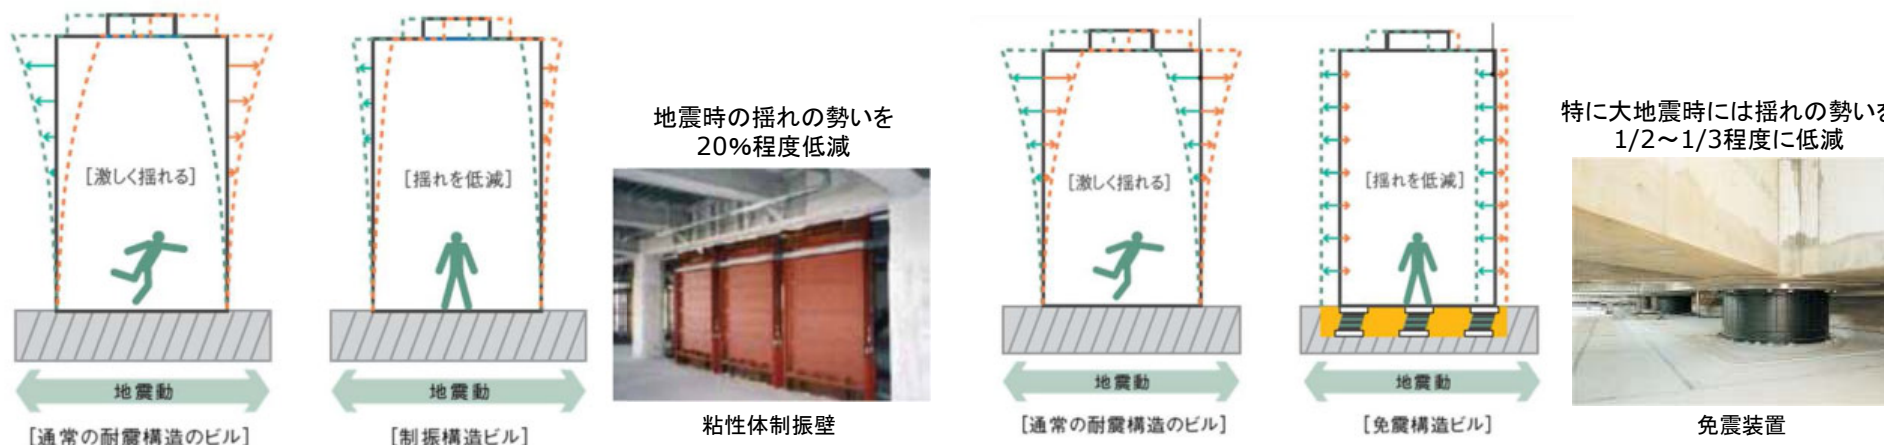 [激しく揺れる]
地震動
[通常の耐震構造のビル]
[揺れを低減]
地震動
[制振構造ビル]
地震時の揺れの勢いを
20%程度低減
粘性体制振壁
[激しく揺れる]
地震動
[通常の耐震構造のビル]
[揺れを低減]
地震動
[免震構造ビル]
特に大地震時には揺れの勢いを
1/2～1/3程度に低減
免震装置